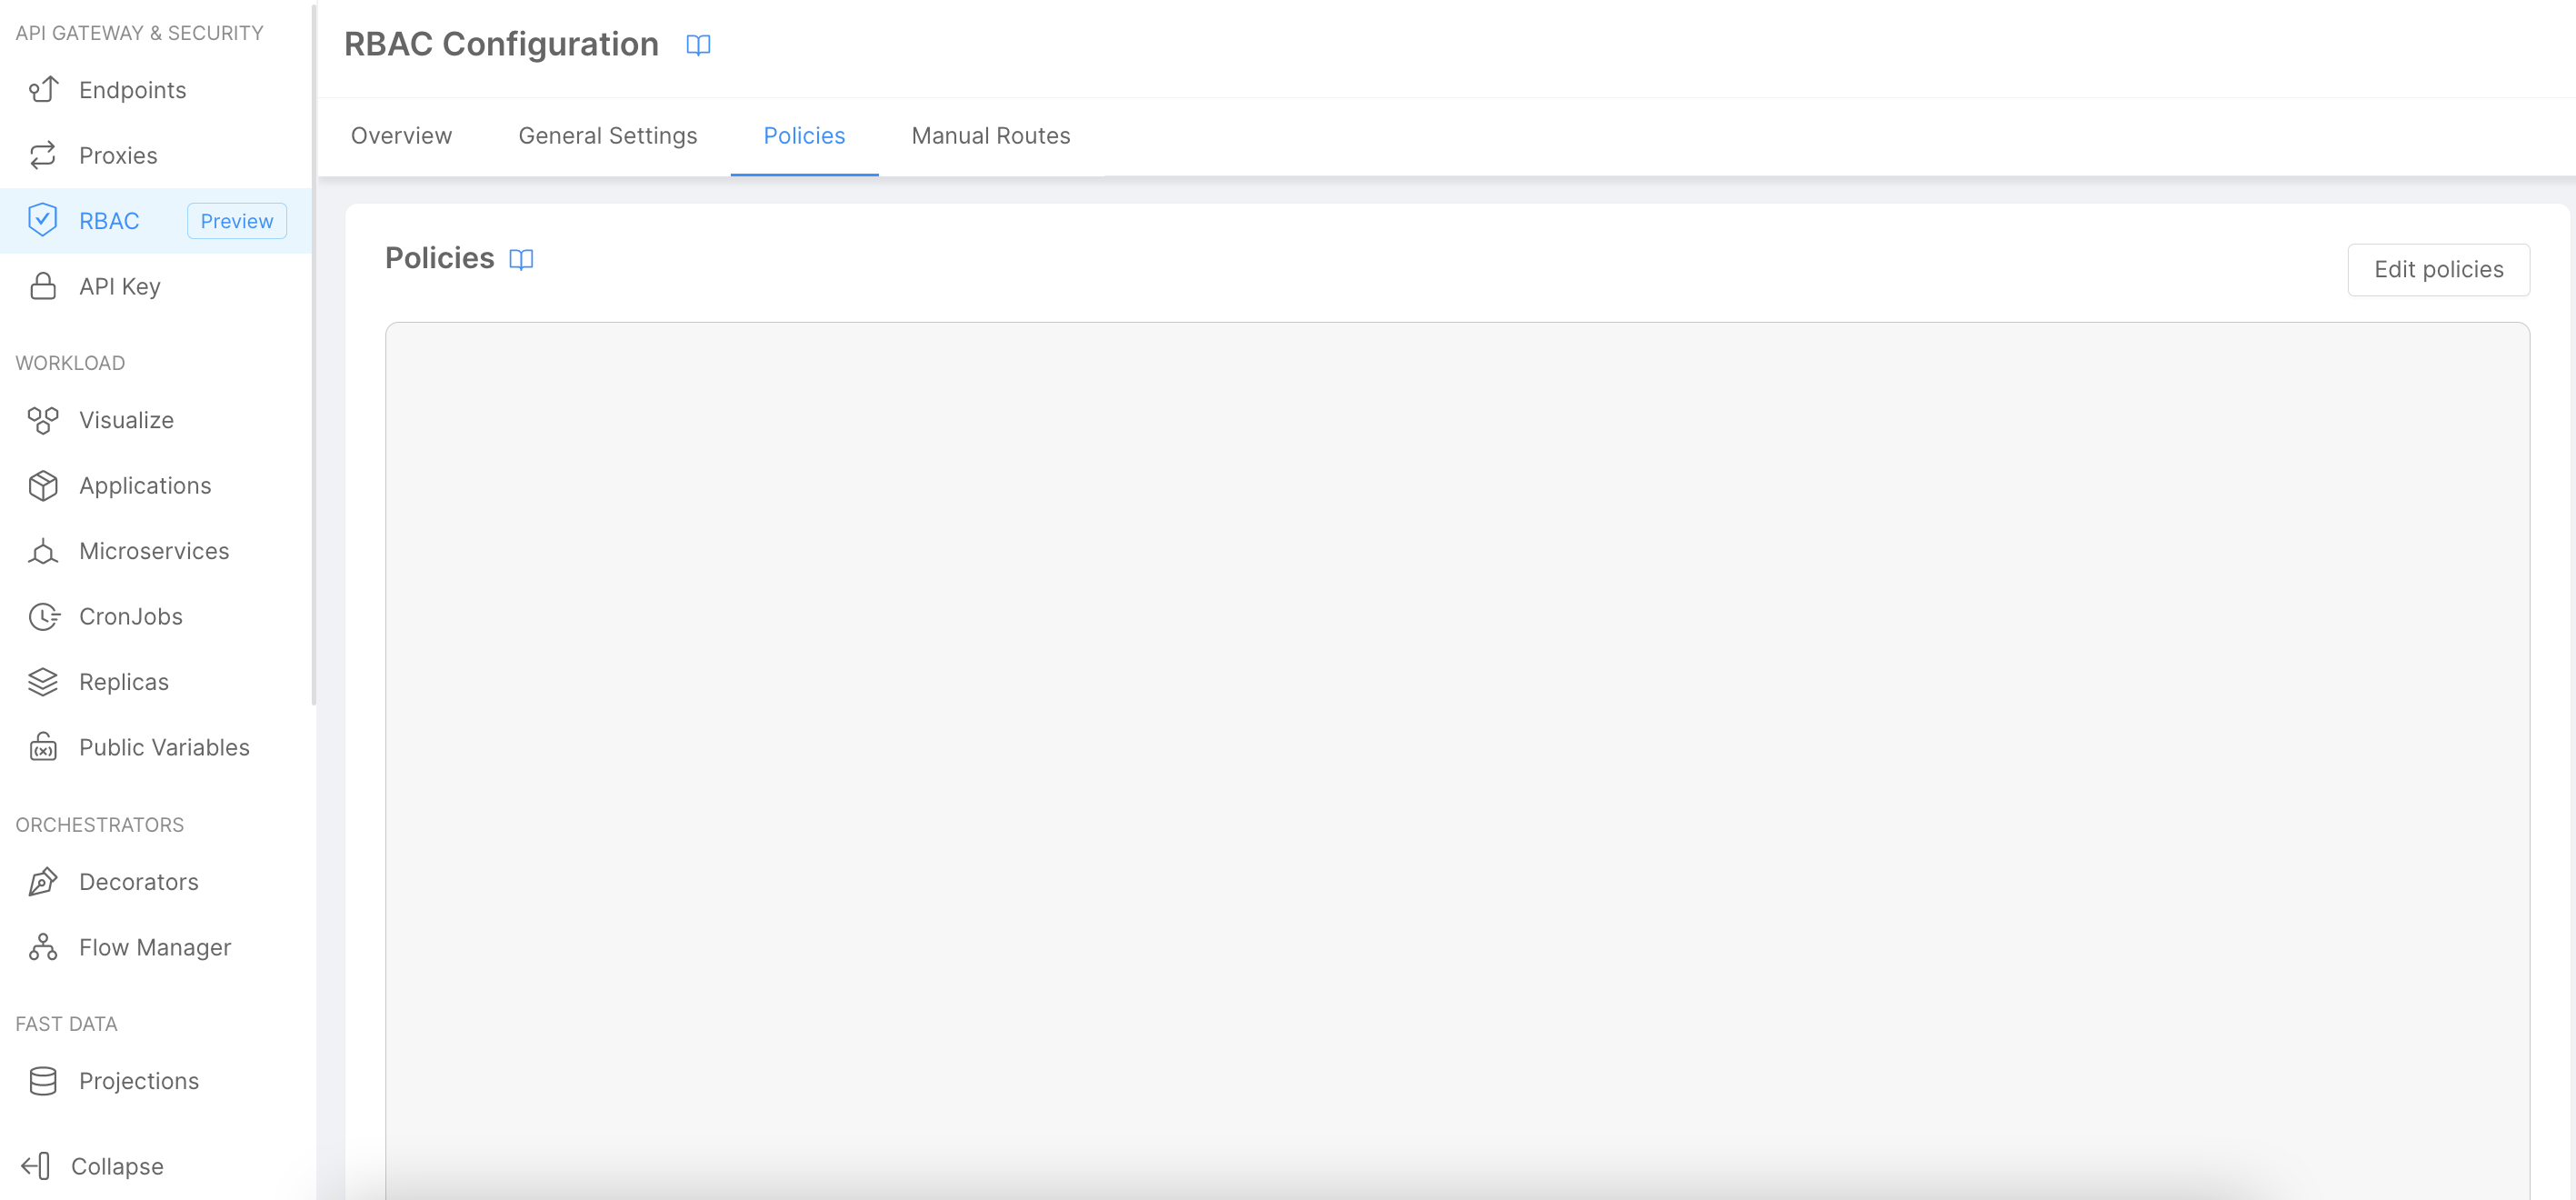 API GATEWAY & SECURITY
Endpoints
Proxies
RBAC Preview
API Key
WORKLOAD
Visualize
Applications
Microservices
CronJobs
Replicas
Public Variables
ORCHESTRATORS
Decorators
Flow Manager
FAST DATA
Projections
Collapse
RBAC Configuration
Overview General Settings Policies Manual Routes
Policies
Edit policies